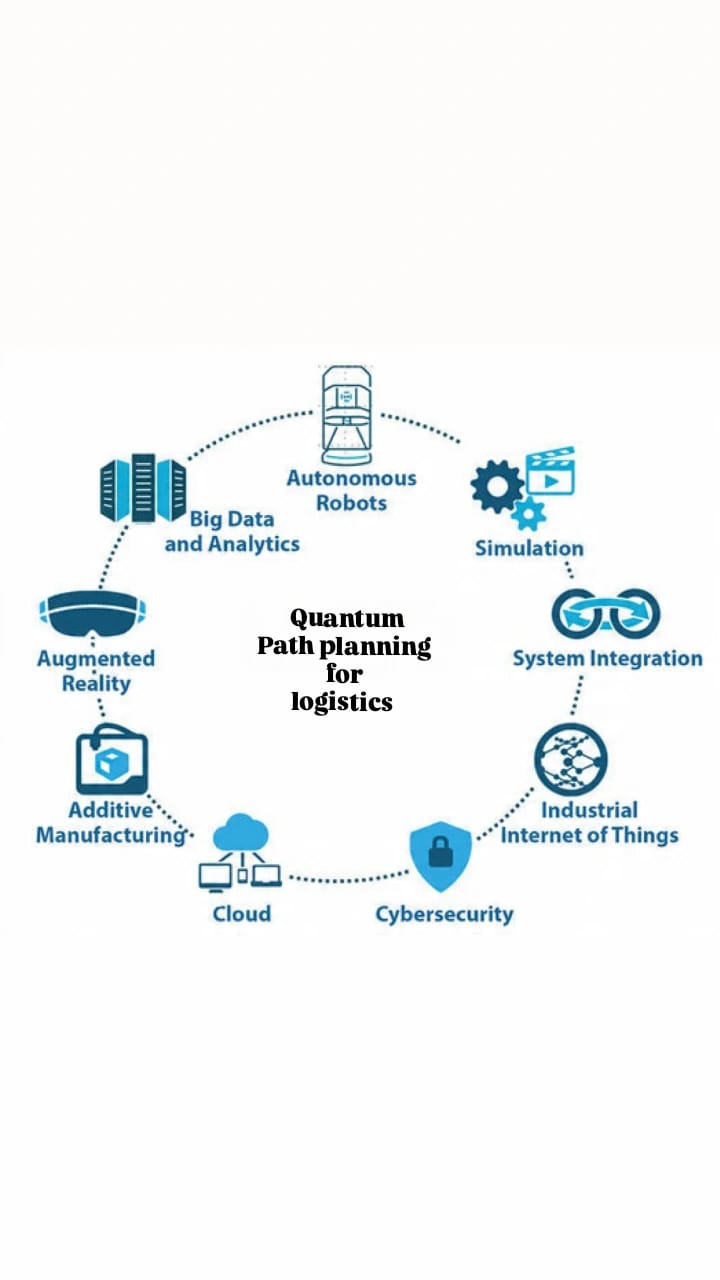 Autonomous
Robots
Big Data
and Analytics
Simulation
Quantum
Path planning
for
logistics
Augmented
Reality
System Integration
Additive
Manufacturing
Industrial
Internet of Things
Cloud
Cybersecurity